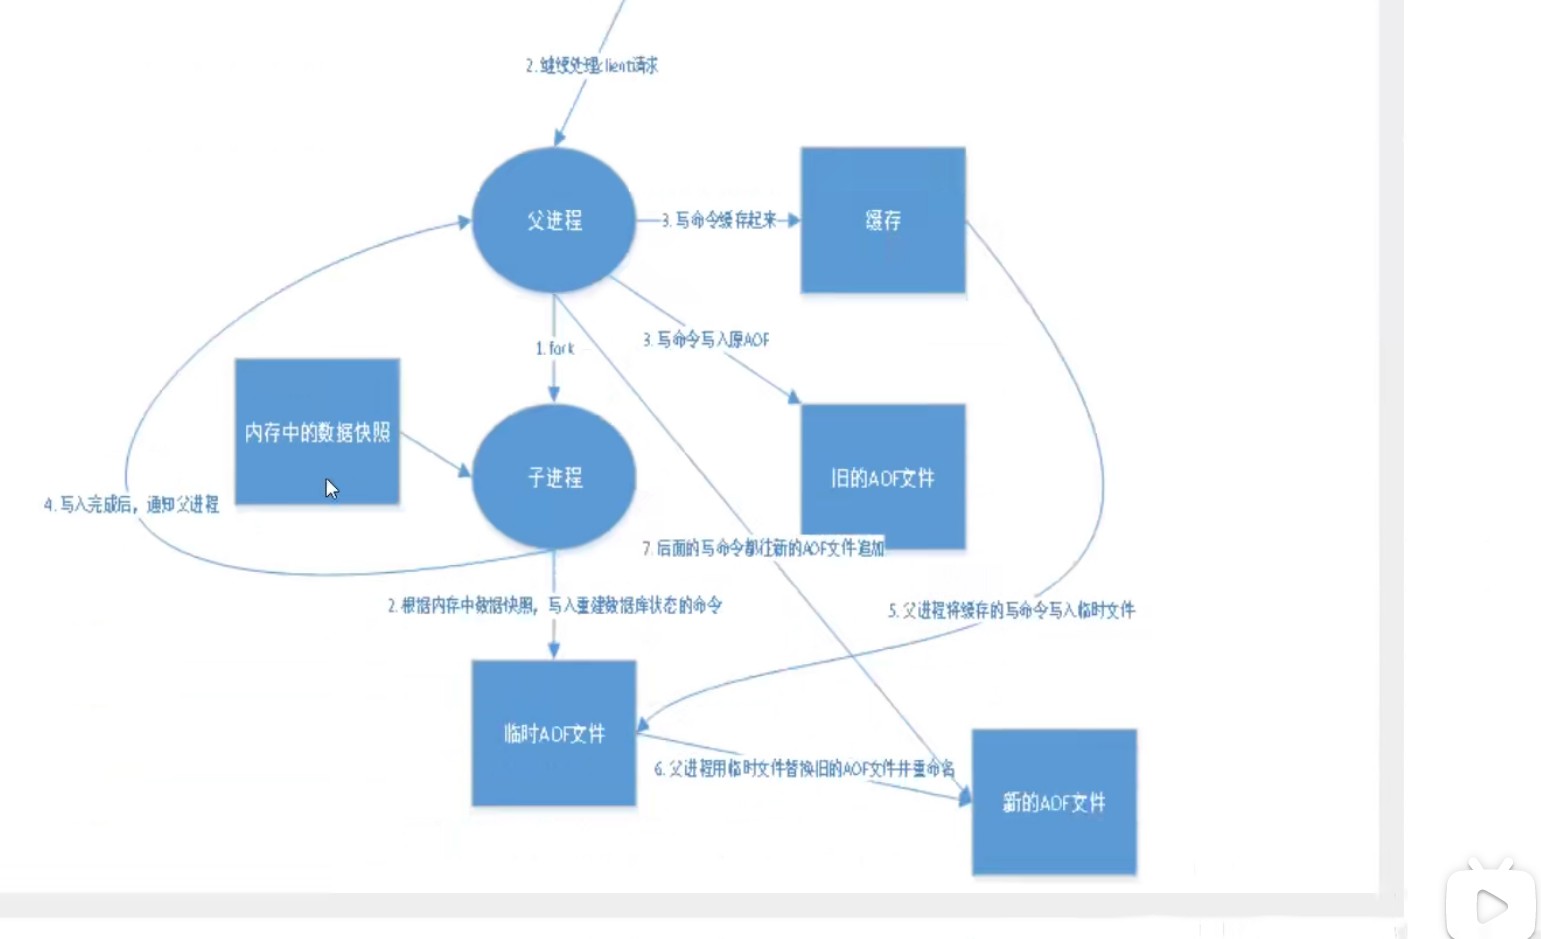 2.继续处理client请求
父进程
3.写命令缓存起来
缓存
3.写命令写入原AOF
1.fork
内存中的数据快照
子进程
旧的AOF文件
4.写入完成后，通知父进程
7.后面的写命令都往新的AOF文件追加
2.根据内存中数据快照，写入重建数据库状态的命令
5.父进程将缓存的写命令写入临时文件
临时AOF文件
6.父进程用临时文件替换旧的AOF文件并重命名
新的AOF文件